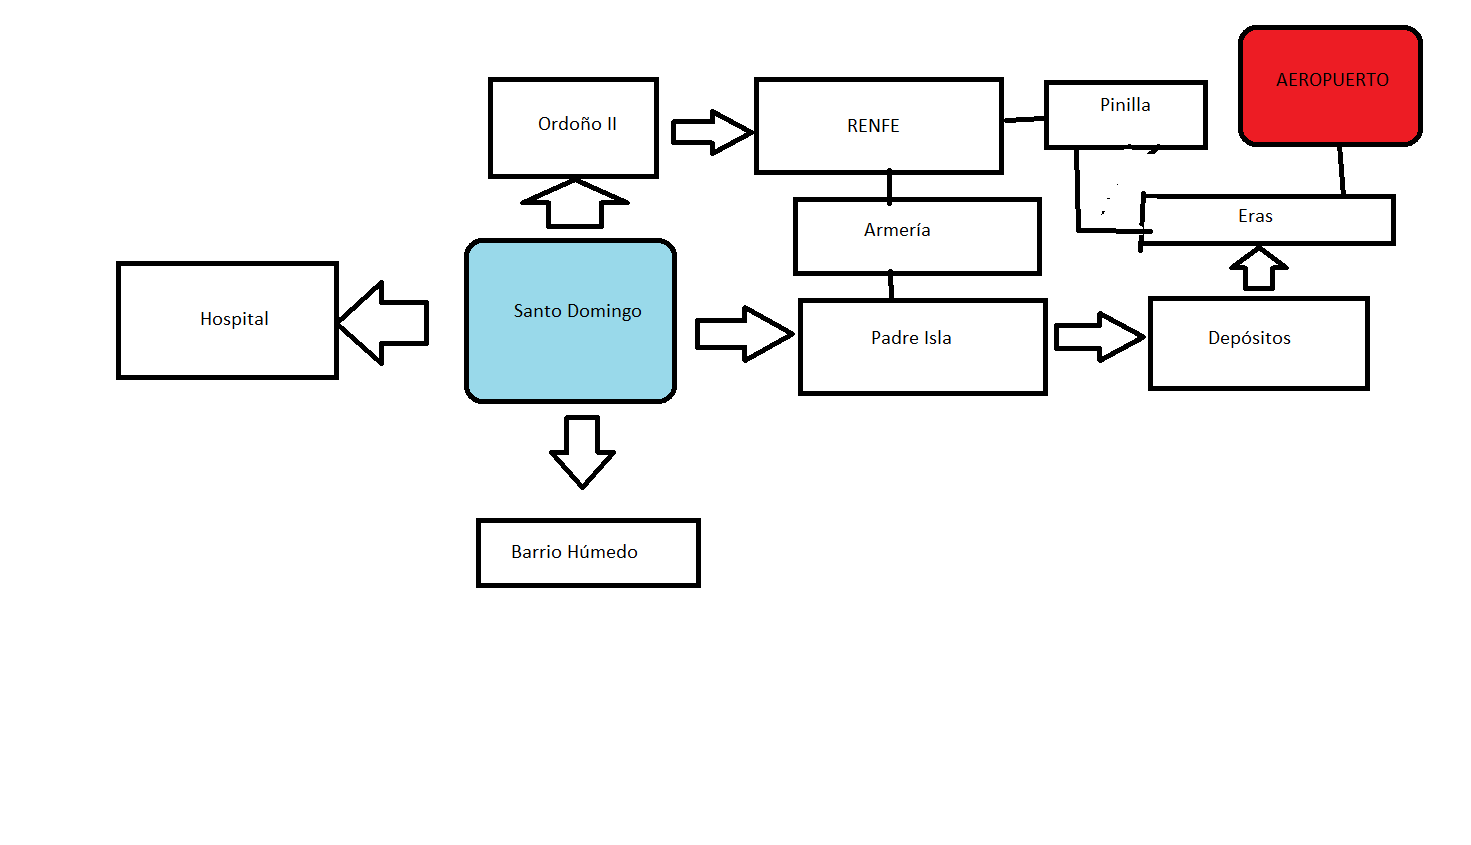 AEROPUERTO
Ordoño II
RENFE
Pinilla
Armería
Eras
Hospital
Santo Domingo
Padre Isla
Depósitos
Barrio Húmedo